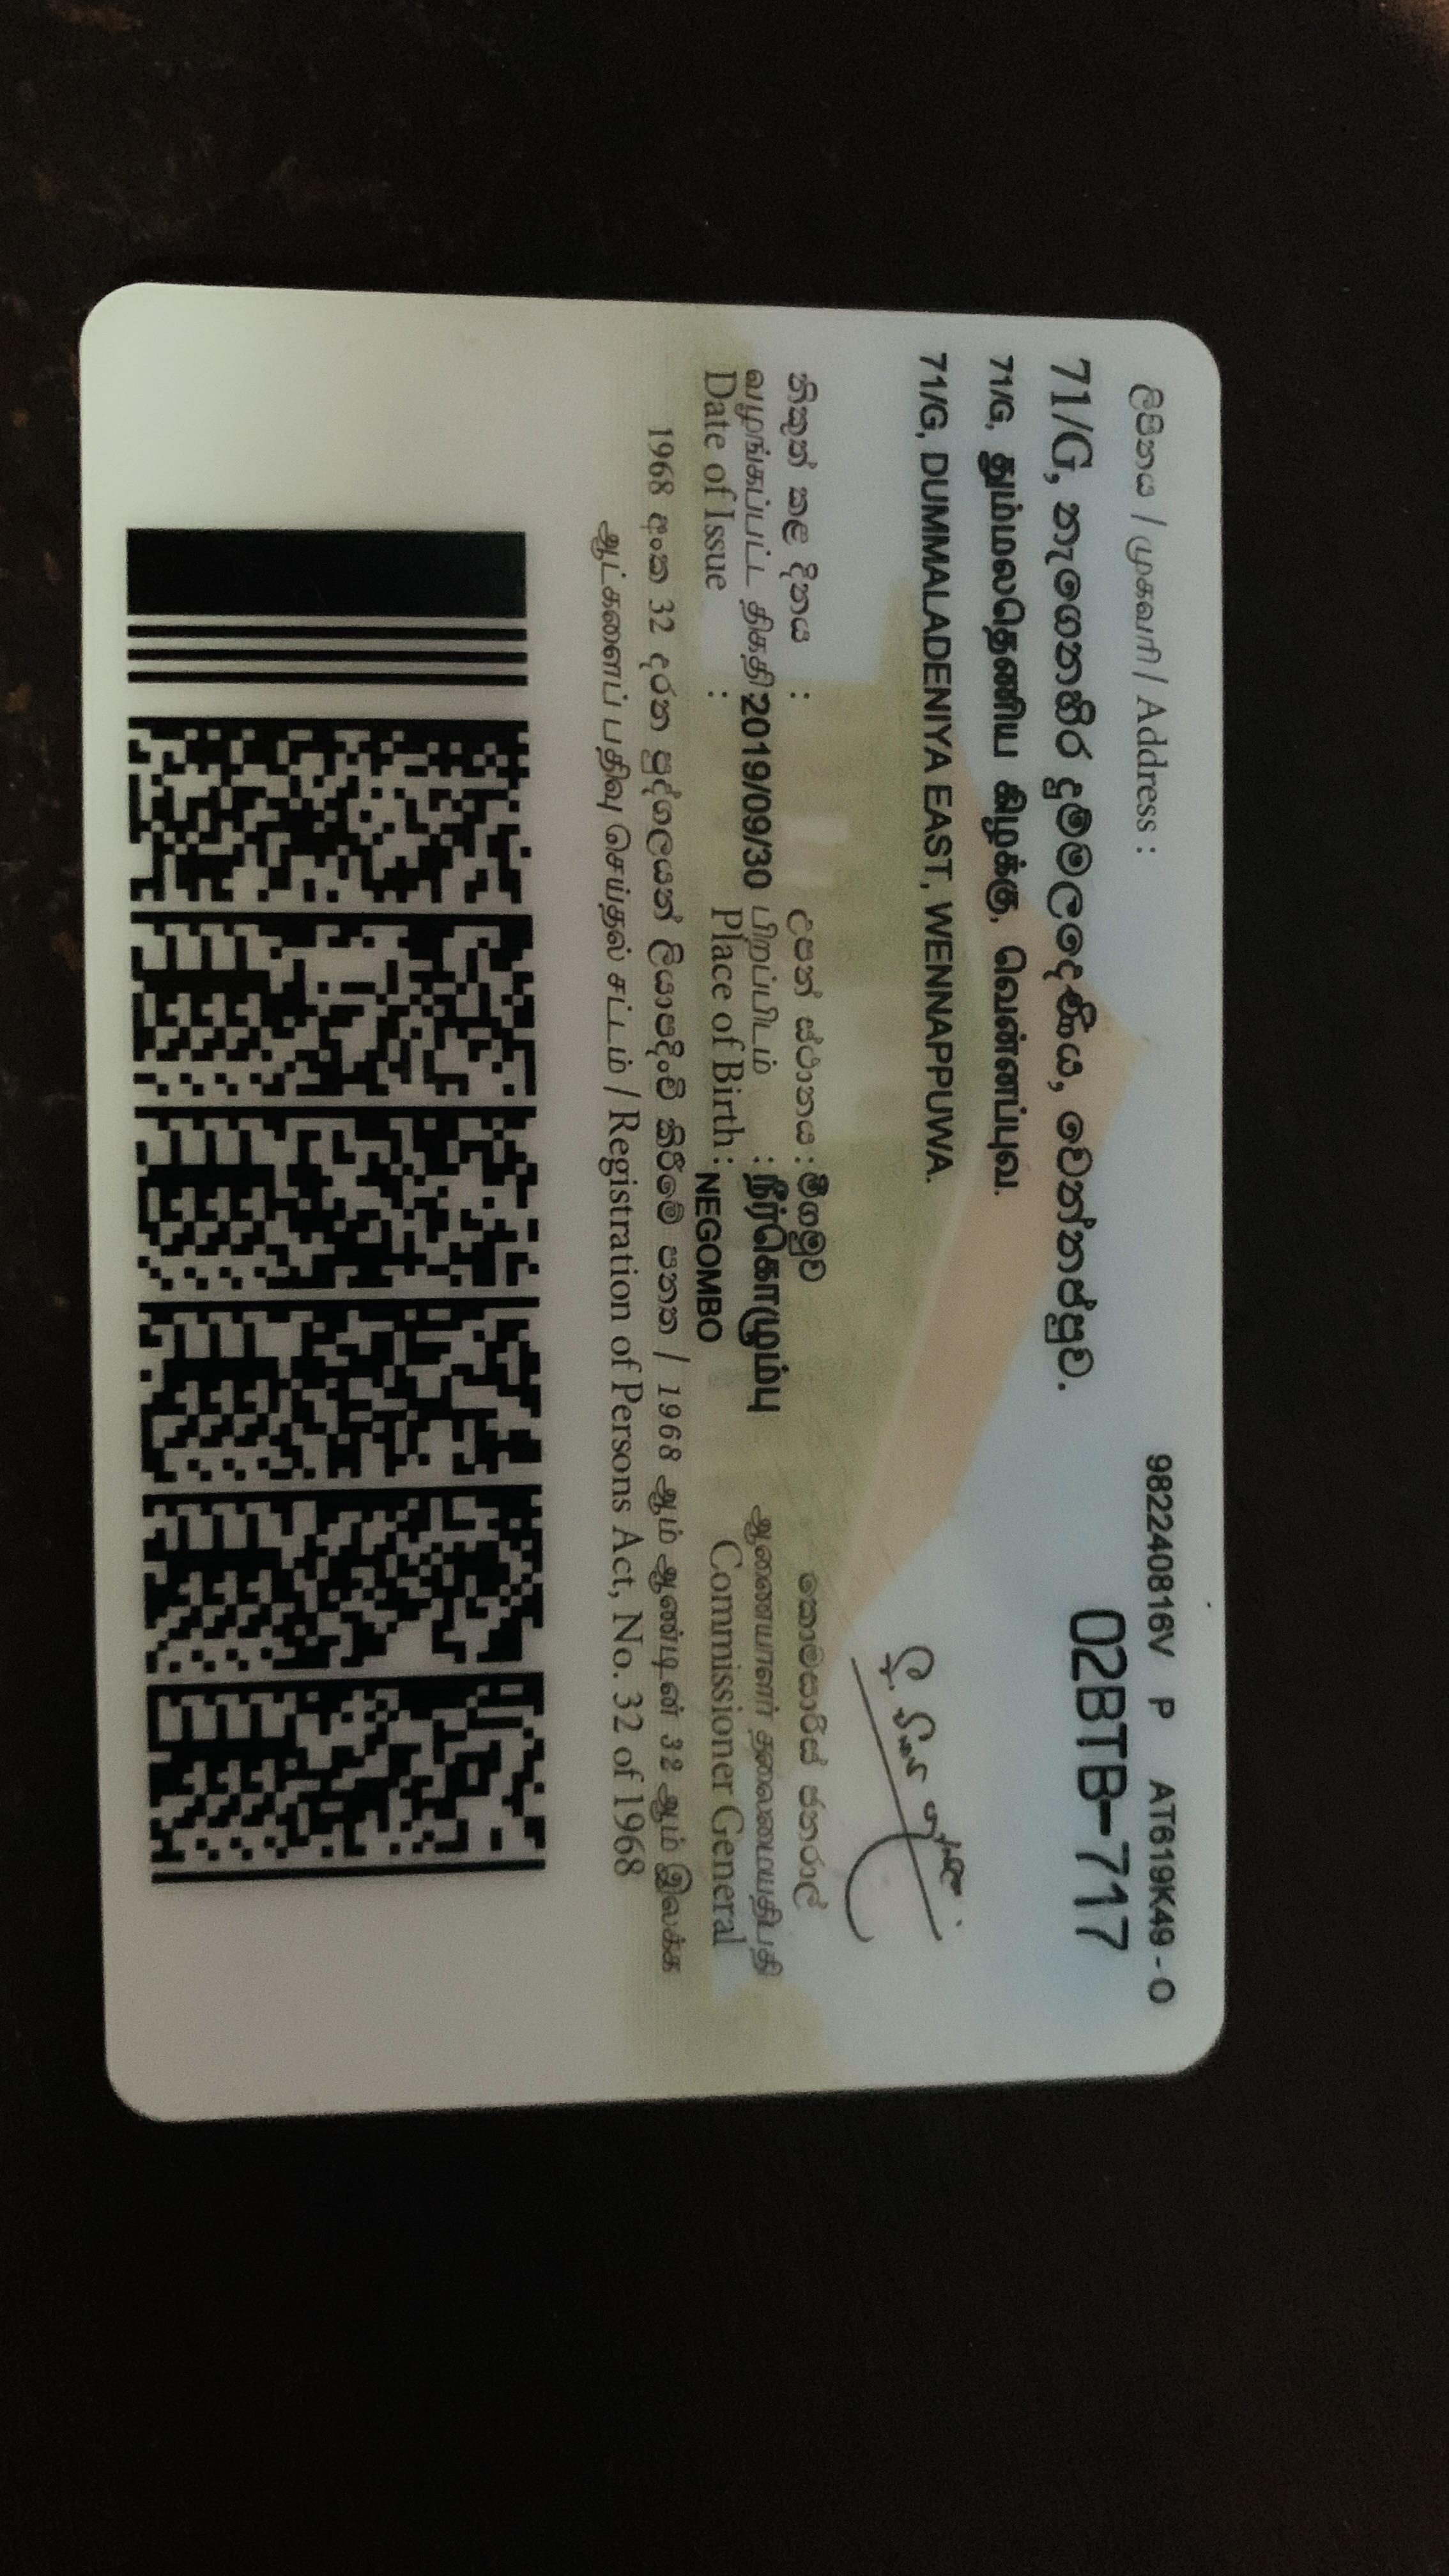 ලිපිනය / முகவரி / Address :
982240816V P AT619K49 - O
02BTB-717
71/G, නැගෙනහිර දුම්මලදෙණිය, වෙන්නප්පුව.
71/G, தும்மலதெணிய கிழக்கு, வென்னப்புவ.
71/G, DUMMALADENIYA EAST, WENNAPPUWA.
නිකුත් කළ දිනය :
வழங்கப்பட்ட திகதி : 2019/09/30
Date of Issue :
උපන් ස්ථානය : මීගමුව
பிறப்பிடம் : நீர்கொழும்பு
Place of Birth : NEGOMBO
කොමසාරිස් ජනරාල්
ஆணையாளர் தலைமையதிபதி
Commissioner General
1968 අංක 32 දරන පුද්ගලයන් ලියාපදිංචි කිරීමේ පනත / 1968 ஆம் ஆண்டின் 32 ஆம் இலக்க
ஆட்களைப் பதிவு செய்தல் சட்டம் / Registration of Persons Act, No. 32 of 1968